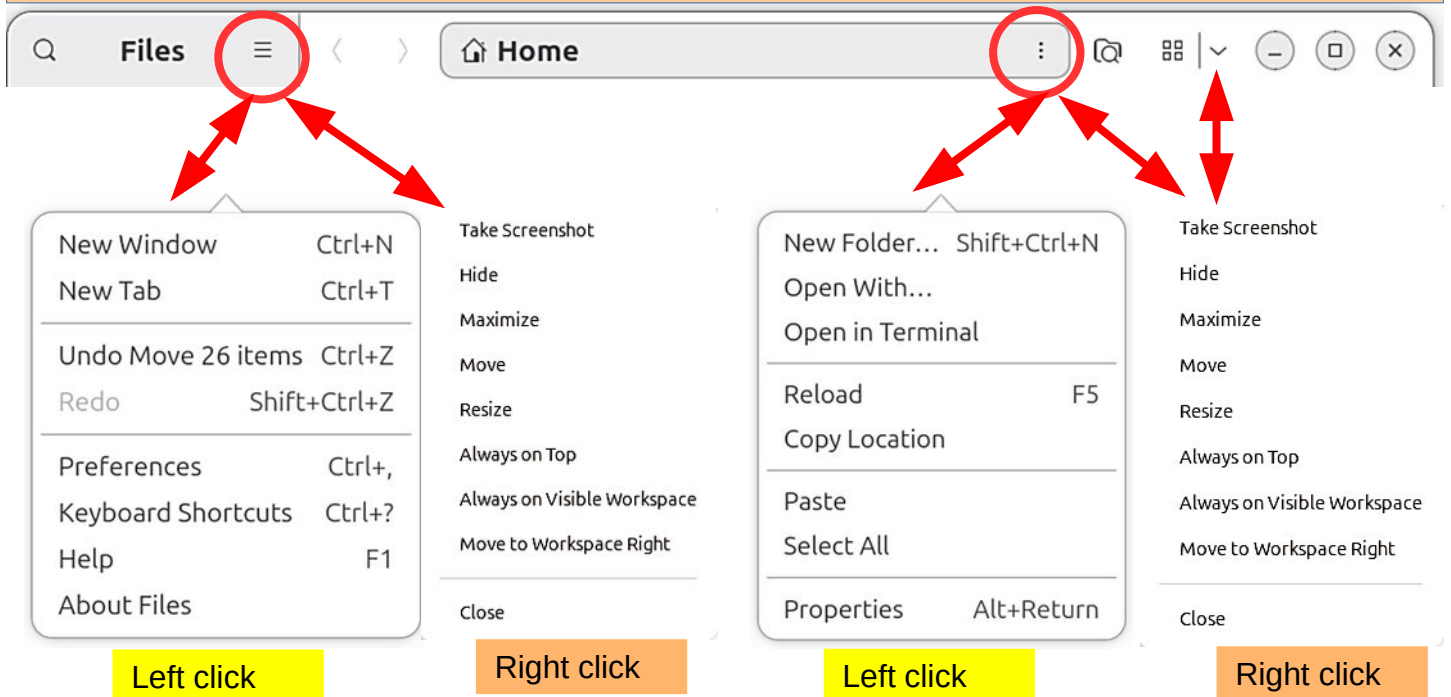 Files
Home
New Window Ctrl+N
New Tab Ctrl+T
Undo Move 26 items Ctrl+Z
Redo Shift+Ctrl+Z
Preferences Ctrl+,
Keyboard Shortcuts Ctrl+?
Help F1
About Files
Left click
Take Screenshot
Hide
Maximize
Move
Resize
Always on Top
Always on Visible Workspace
Move to Workspace Right
Close
Right click
New Folder... Shift+Ctrl+N
Open With...
Open in Terminal
Reload F5
Copy Location
Paste
Select All
Properties Alt+Return
Left click
Take Screenshot
Hide
Maximize
Move
Resize
Always on Top
Always on Visible Workspace
Move to Workspace Right
Close
Right click